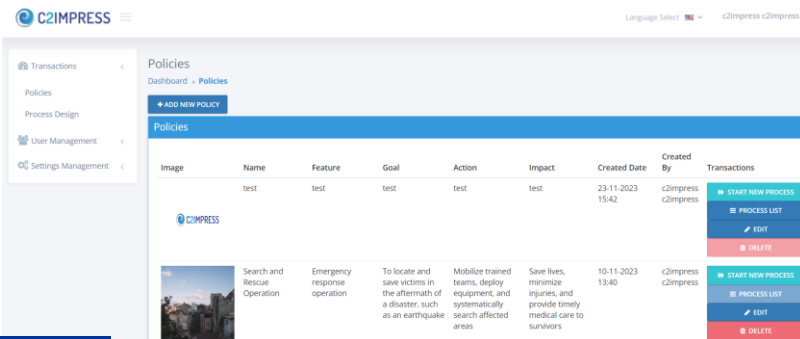 C2IMPRESS
Language Select
c2impress c2impress
Transactions
Policies
Process Design
User Management
Settings Management
Policies
Dashboard » Policies
+ ADD NEW POLICY
Policies
Image Name Feature Goal Action Impact Created Date Created By Transactions
test test test test test 23-11-2023 15:42 c2impress c2impress
C2IMPRESS
START NEW PROCESS
PROCESS LIST
EDIT
DELETE
Search and Rescue Operation
Emergency response operation
To locate and save victims in the aftermath of a disaster, such as an earthquake
Mobilize trained teams, deploy equipment, and systematically search affected areas
Save lives, minimize injuries, and provide timely medical care to survivors
10-11-2023 13:40
c2impress c2impress
START NEW PROCESS
PROCESS LIST
EDIT
DELETE